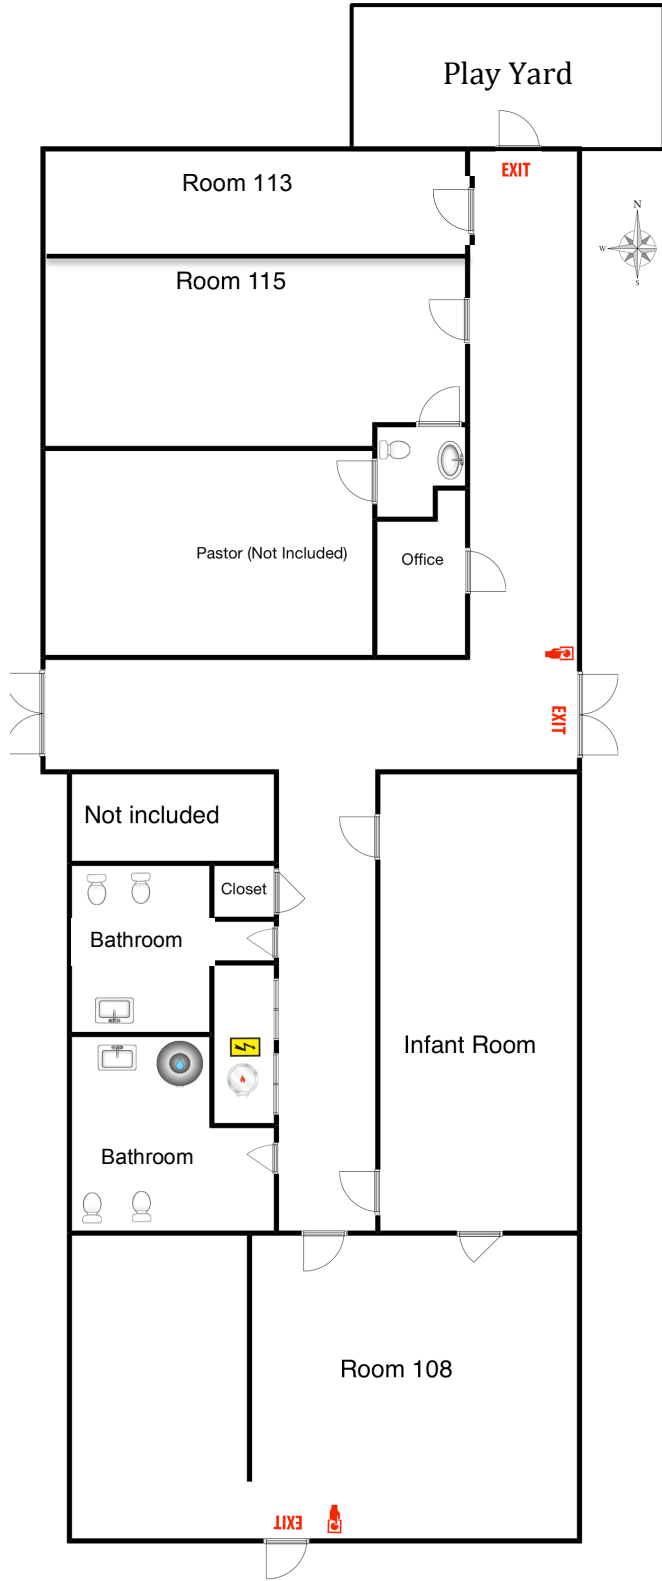 Play Yard
EXIT
Room 113
N
W
S
Room 115
Pastor (Not Included)
Office
EXIT
Not included
Closet
Bathroom
Infant Room
Bathroom
Room 108
EXIT